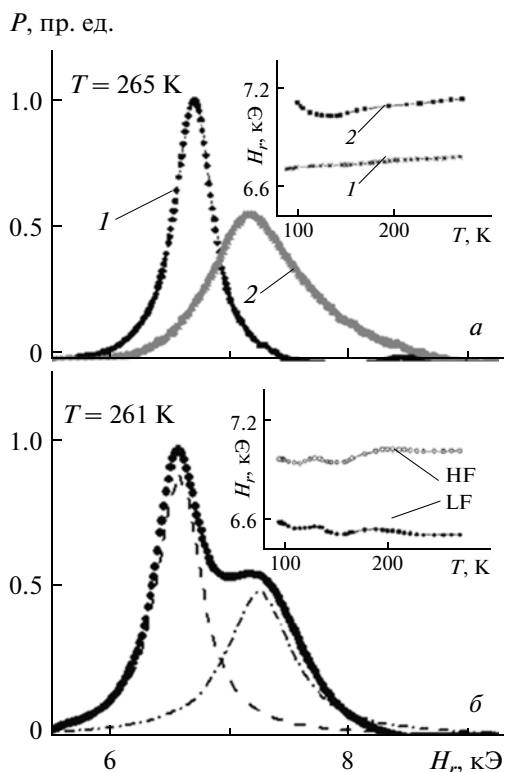 P, пр. ед.
T = 265 K
1.0
0.5
0
1
2
7.2
6.6
H_r, кЭ
2
1
100
200
T, K
а
T = 261 K
1.0
0.5
0
7.2
6.6
H_r, кЭ
HF
LF
100
200
T, K
б
6
8
H_r, кЭ